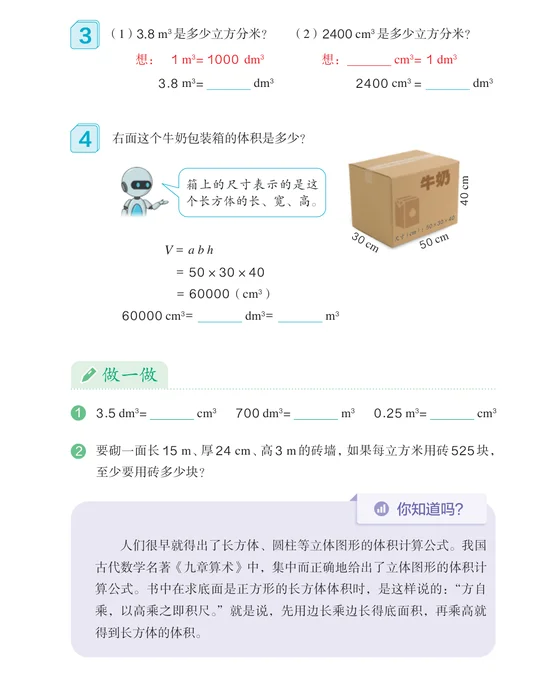 3 （1）3.8 m³是多少立方分米？ （2）2400 cm³是多少立方分米？
想： 1 m³= 1000 dm³ 想：______ cm³= 1 dm³
3.8 m³= ______ dm³ 2400 cm³ = ______ dm³
4 右面这个牛奶包装箱的体积是多少？
箱上的尺寸表示的是这
个长方体的长、宽、高。
牛奶
尺寸（cm）：50×30×40
40 cm
30 cm
50 cm
V = a b h
= 50 × 30 × 40
= 60000（cm³）
60000 cm³= ______ dm³= ______ m³
做一做
1 3.5 dm³= ______ cm³ 700 dm³= ______ m³ 0.25 m³= ______ cm³
2 要砌一面长 15 m、厚 24 cm、高 3 m 的砖墙，如果每立方米用砖 525 块，
至少要用砖多少块？
你知道吗？
人们很早就得出了长方体、圆柱等立体图形的体积计算公式。我国
古代数学名著《九章算术》中，集中而正确地给出了立体图形的体积计
算公式。书中在求底面是正方形的长方体体积时，是这样说的：“方自
乘，以高乘之即积尺。”就是说，先用边长乘边长得底面积，再乘高就
得到长方体的体积。